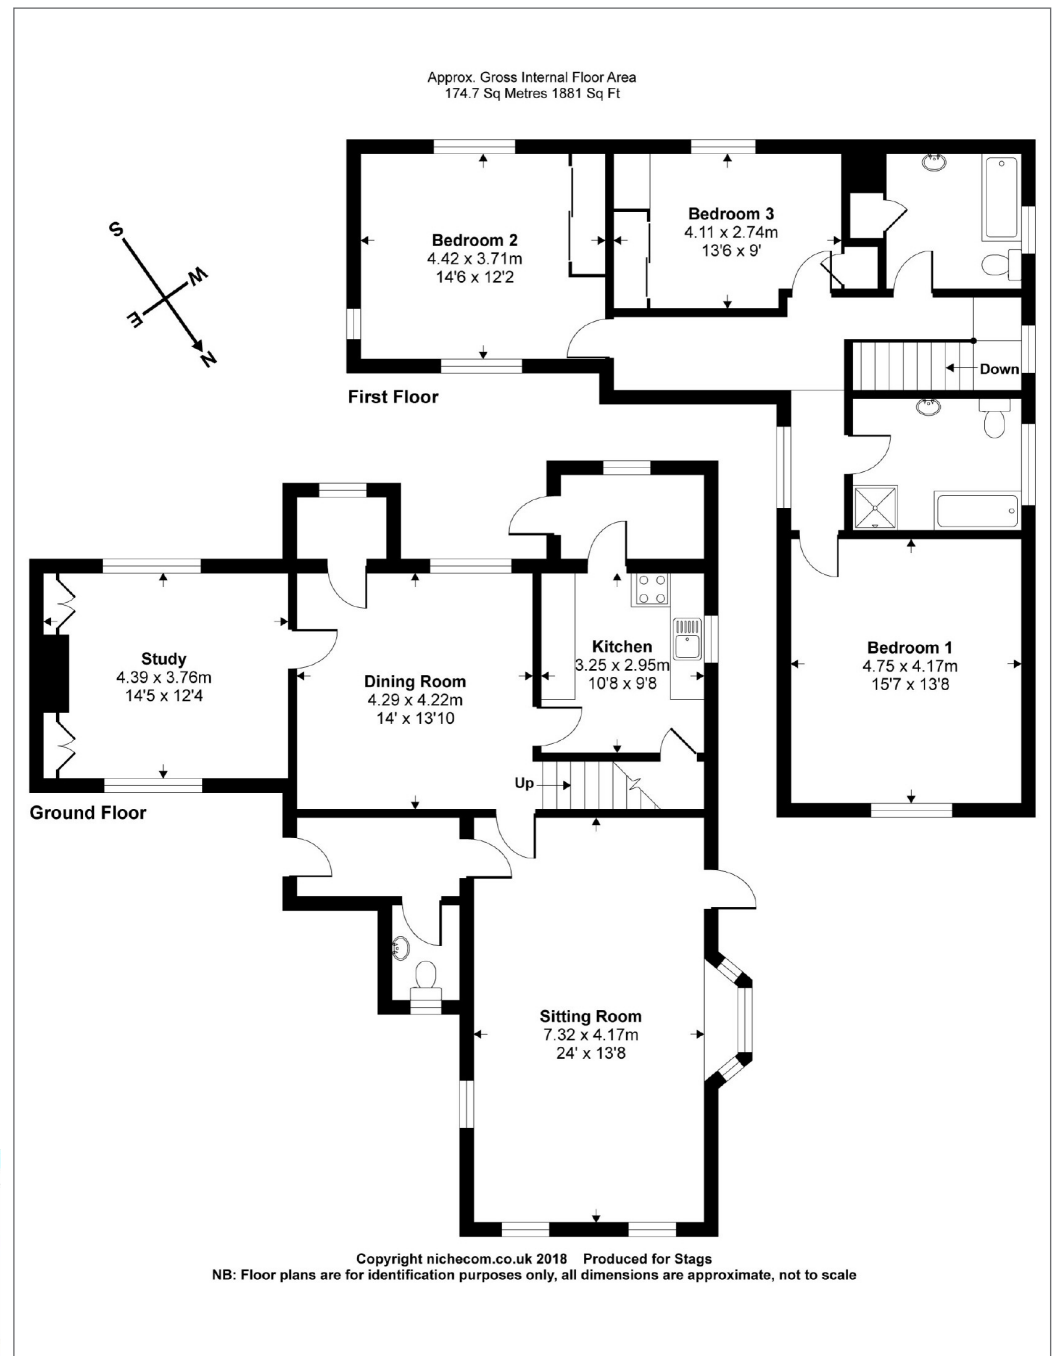 Approx. Gross Internal Floor Area
174.7 Sq Metres 1881 Sq Ft
S
W
E
N
Bedroom 2
4.42 x 3.71m
14'6 x 12'2
Bedroom 3
4.11 x 2.74m
13'6 x 9'
Down
First Floor
Bedroom 1
4.75 x 4.17m
15'7 x 13'8
Study
4.39 x 3.76m
14'5 x 12'4
Dining Room
4.29 x 4.22m
14' x 13'10
Kitchen
3.25 x 2.95m
10'8 x 9'8
Up
Ground Floor
Sitting Room
7.32 x 4.17m
24' x 13'8
Copyright nichecom.co.uk 2018 Produced for Stags
NB: Floor plans are for identification purposes only, all dimensions are approximate, not to scale